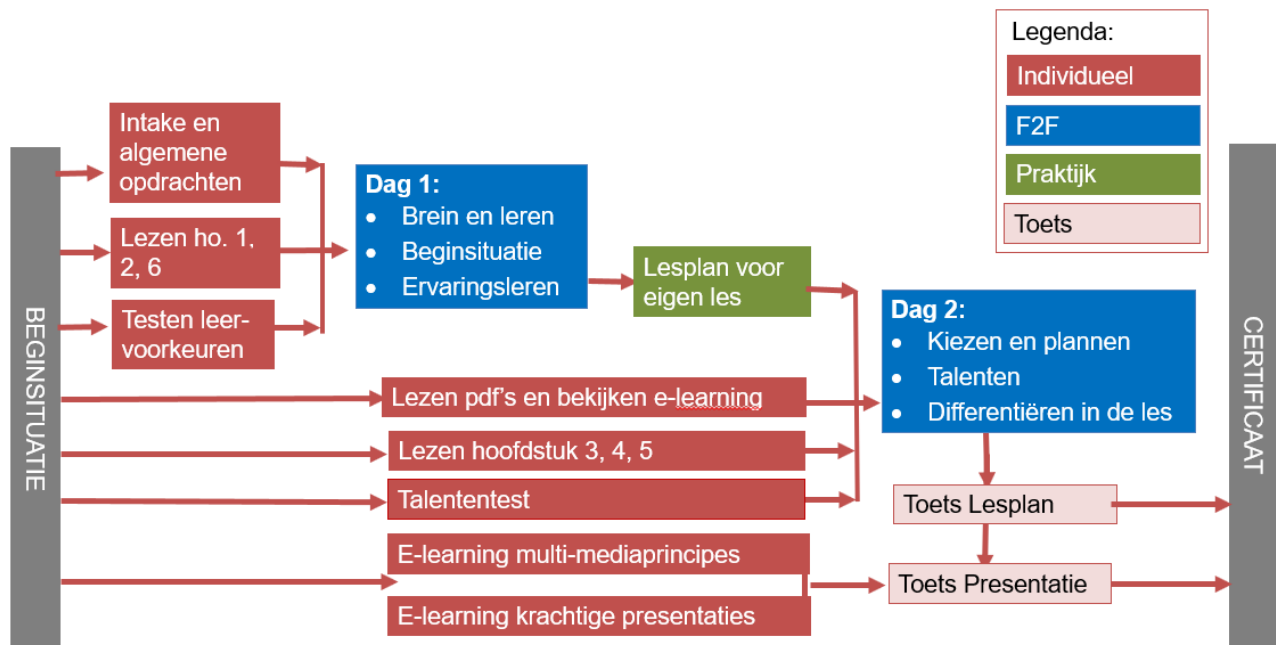 Legenda:
Individueel
F2F
Praktijk
Toets
BEGINSITUATIE
Intake en
algemene
opdrachten
Lezen ho. 1,
2, 6
Testen leer-
voorkeuren
Dag 1:
• Brein en leren
• Beginsituatie
• Ervaringsleren
Lesplan voor
eigen les
Lezen pdf's en bekijken e-learning
Lezen hoofdstuk 3, 4, 5
Talententest
E-learning multi-mediaprincipes
E-learning krachtige presentaties
Dag 2:
• Kiezen en plannen
• Talenten
• Differentiëren in de les
Toets Lesplan
Toets Presentatie
CERTIFICAAT